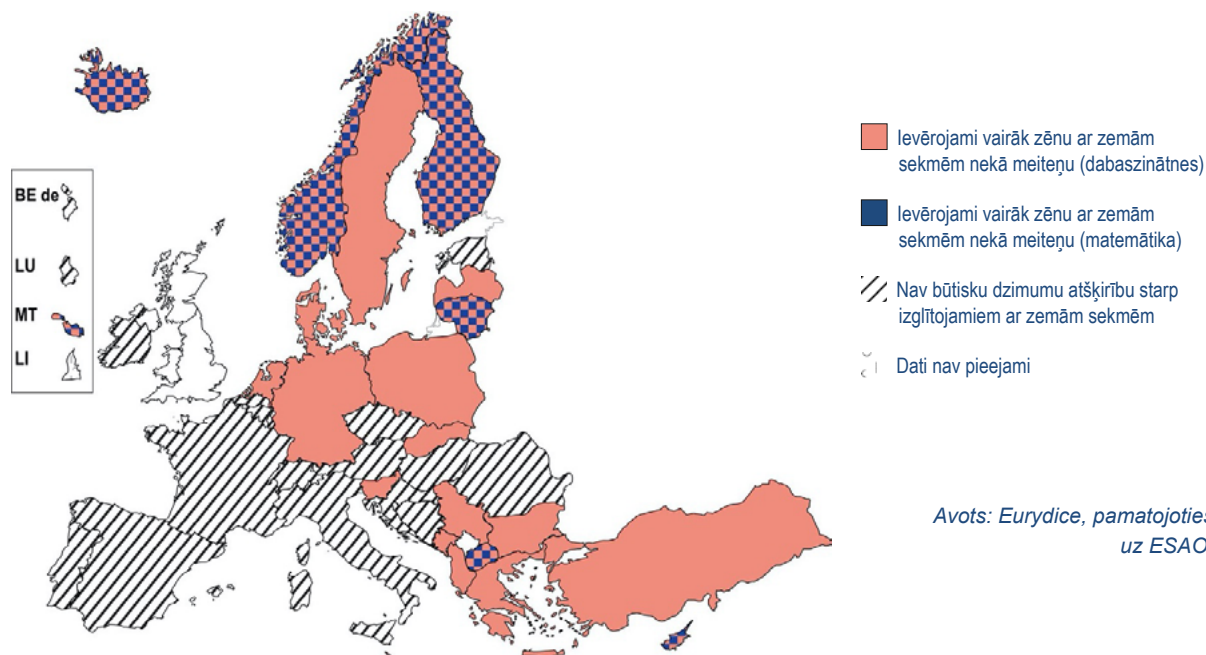 BE de
LU
MT
LI
Ievērojami vairāk zēnu ar zemām
sekmēm nekā meiteņu (dabaszinātnes)
Ievērojami vairāk zēnu ar zemām
sekmēm nekā meiteņu (matemātika)
Nav būtisku dzimumu atšķirību starp
izglītojamiem ar zemām sekmēm
Dati nav pieejami
Avots: Eurydice, pamatojoties
uz ESAO